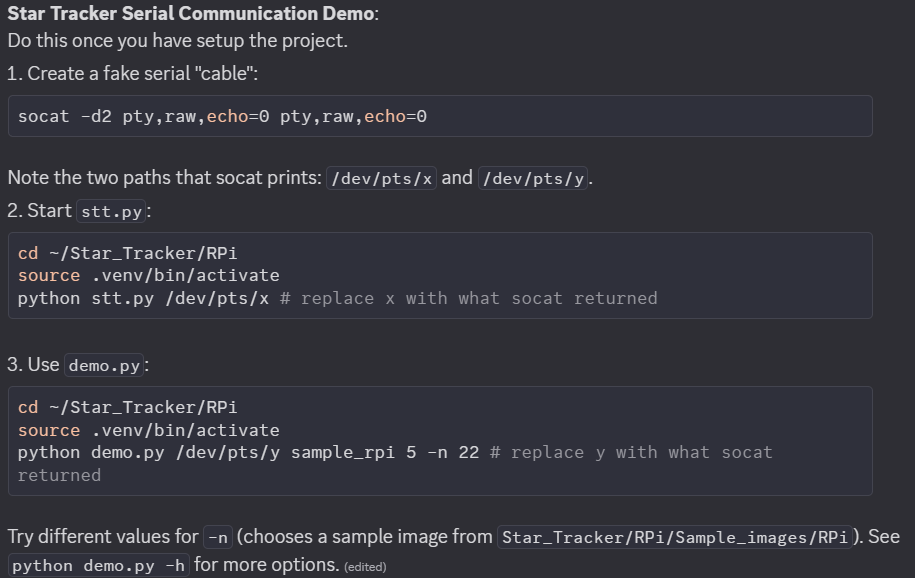 Star Tracker Serial Communication Demo:
Do this once you have setup the project.
1. Create a fake serial "cable":
socat -d2 pty,raw,echo=0 pty,raw,echo=0
Note the two paths that socat prints: /dev/pts/x and /dev/pts/y.
2. Start stt.py:
cd ~/Star_Tracker/RPi
source .venv/bin/activate
python stt.py /dev/pts/x # replace x with what socat returned
3. Use demo.py:
cd ~/Star_Tracker/RPi
source .venv/bin/activate
python demo.py /dev/pts/y sample_rpi 5 -n 22 # replace y with what socat
returned
Try different values for -n (chooses a sample image from Star_Tracker/RPi/Sample_images/RPi). See
python demo.py -h for more options. (edited)